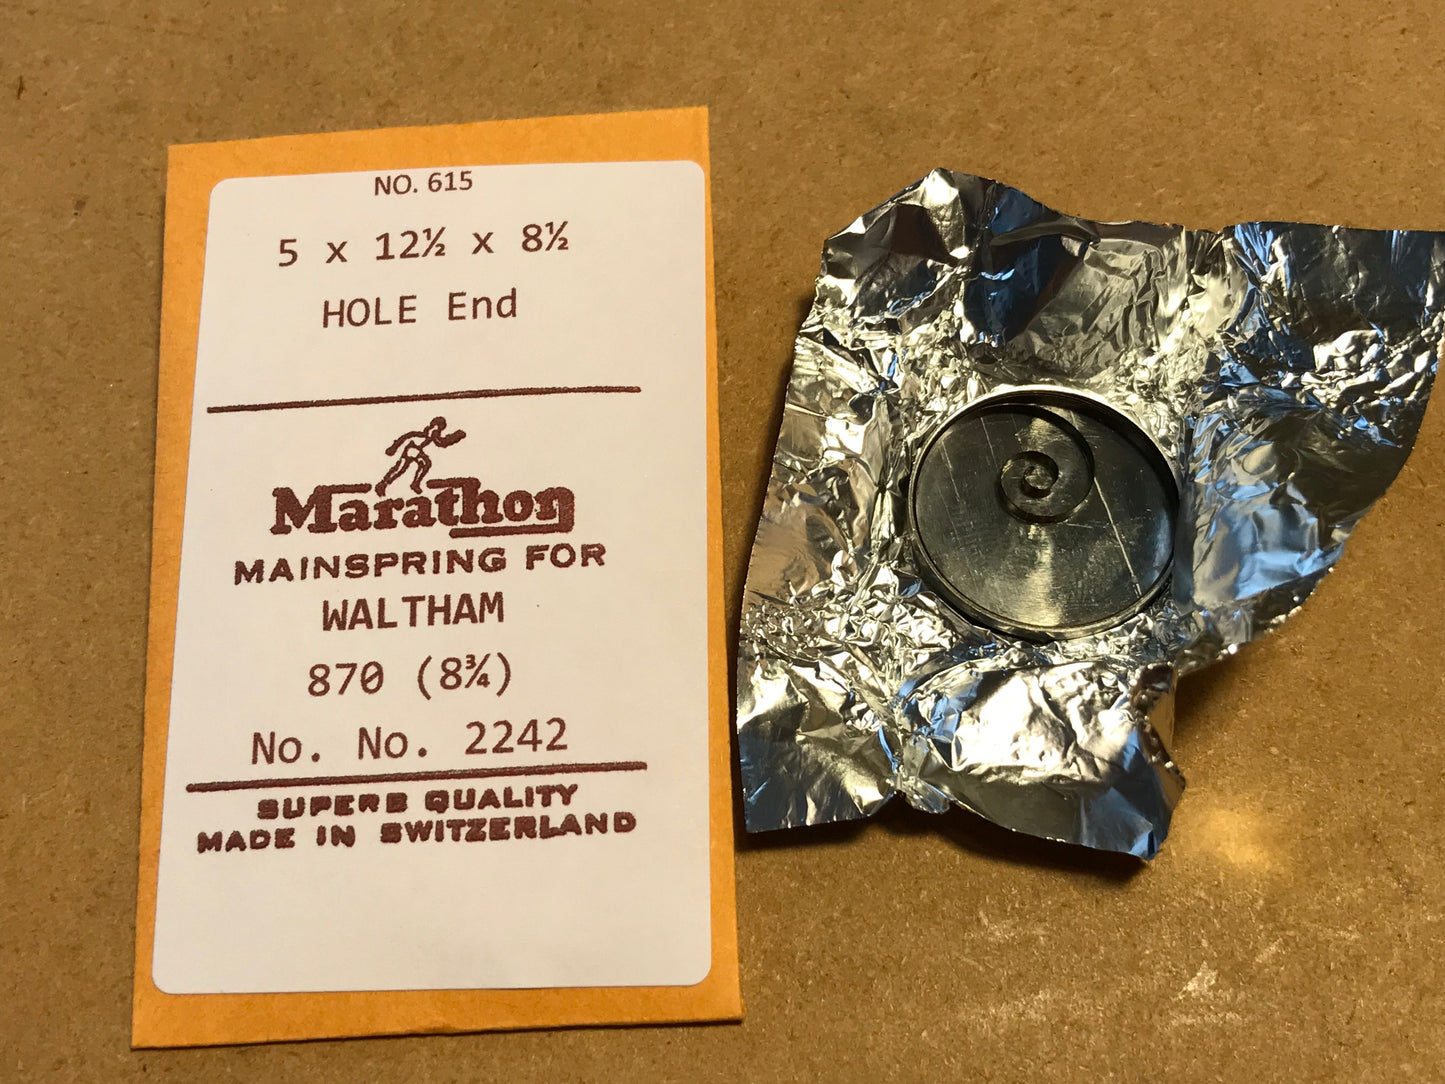 NO. 615
5 x 12½ x 8½
HOLE End
Marathon
MAINSPRING FOR
WALTHAM
870 (8¾)
No. No. 2242
SUPERB QUALITY
MADE IN SWITZERLAND